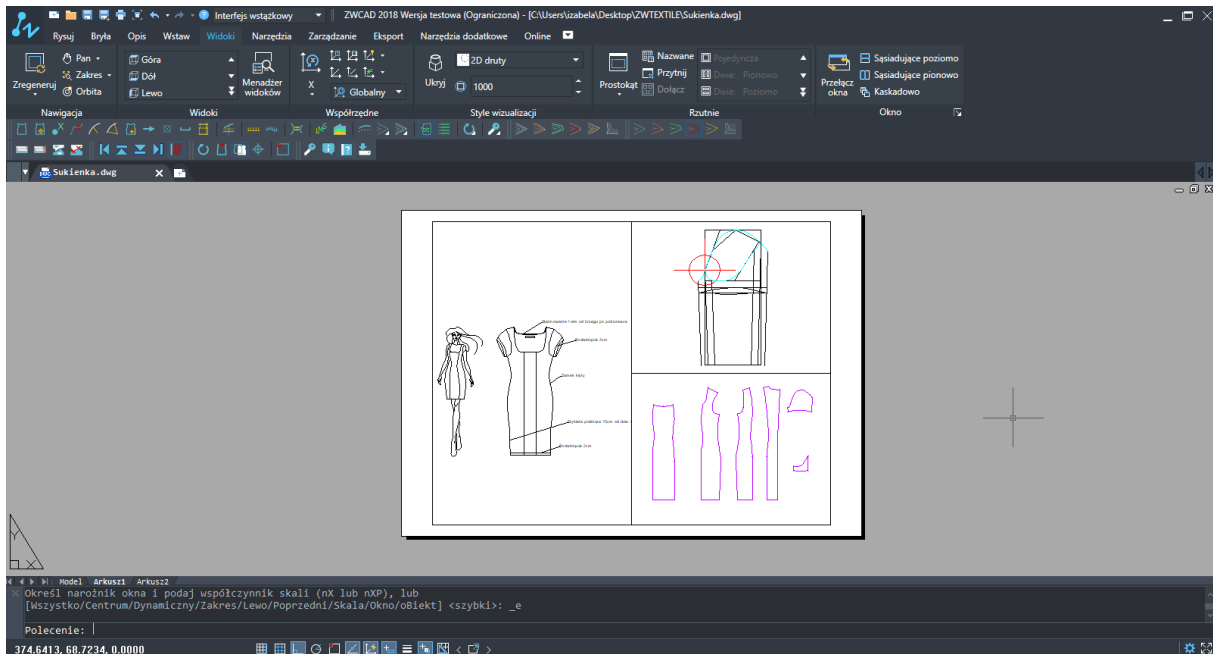 Interfejs wstążkowy
ZWCAD 2018 Wersja testowa (Ograniczona) - [C:\Users\izabela\Desktop\ZWTEXTILE\Sukienka.dwg]
Rysuj Bryła Opis Wstaw Widoki Narzędzia Zarządzanie Eksport Narzędzia dodatkowe Online
Zregeneruj
Pan
Zakres
Orbita
Nawigacja
Góra
Dół
Lewo
Menadżer widoków
Widoki
X
Globalny
Współrzędne
Ukryj
2D druty
1000
Style wizualizacji
Prostokąt
Nazwane
Przytnij
Dołącz
Pojedyncza
Dwie: Pionowo
Dwie: Poziomo
Rzutnie
Przełącz okna
Sąsiadujące poziomo
Sąsiadujące pionowo
Kaskadowo
Okno
Sukienka.dwg
Zamek kryty
Podwinięcie 2cm
Y
X
Model Arkusz1 Arkusz2
Określ narożnik okna i podaj współczynnik skali (nX lub nXP), lub
[Wszystko/Centrum/Dynamiczny/Zakres/Lewo/Poprzedni/Skala/Okno/oBiekt] <szybki>: _e
Polecenie:
374.6413, 68.7234, 0.0000